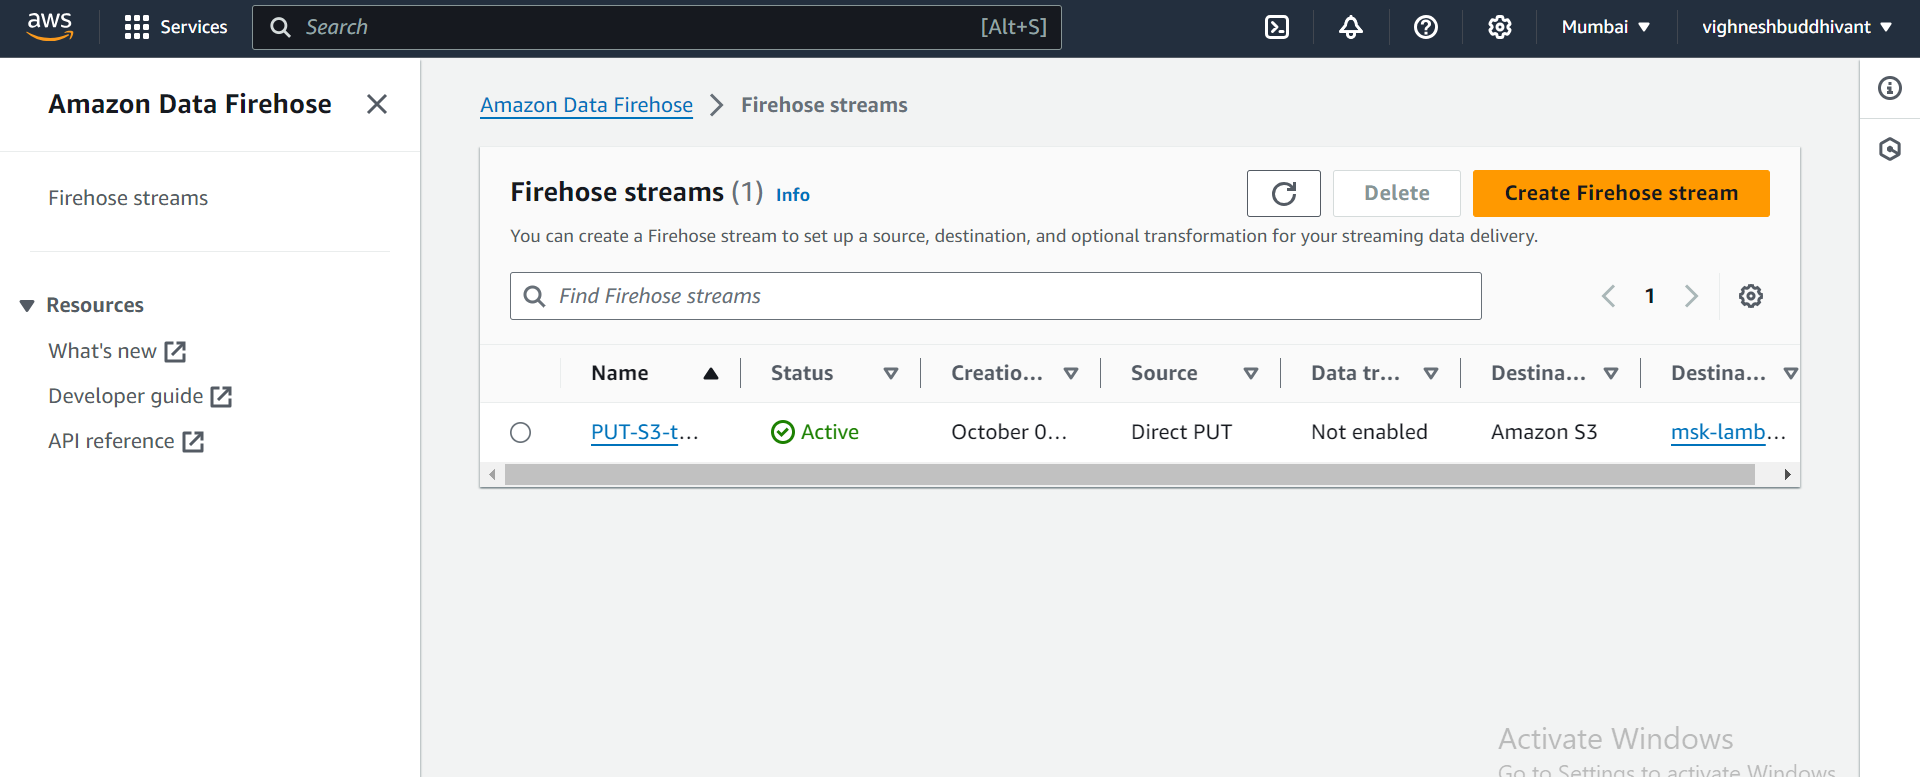 aws Services Search [Alt+S] Mumbai vighneshbuddhivant
Amazon Data Firehose
Firehose streams
Resources
What's new
Developer guide
API reference
Amazon Data Firehose Firehose streams
Firehose streams (1) Info
Delete
Create Firehose stream
You can create a Firehose stream to set up a source, destination, and optional transformation for your streaming data delivery.
Find Firehose streams
1
Name Status Creatio... Source Data tr... Destina... Destina...
PUT-S3-t... Active October 0... Direct PUT Not enabled Amazon S3 msk-lamb...
Activate Windows
Go to Settings to activate Windows.